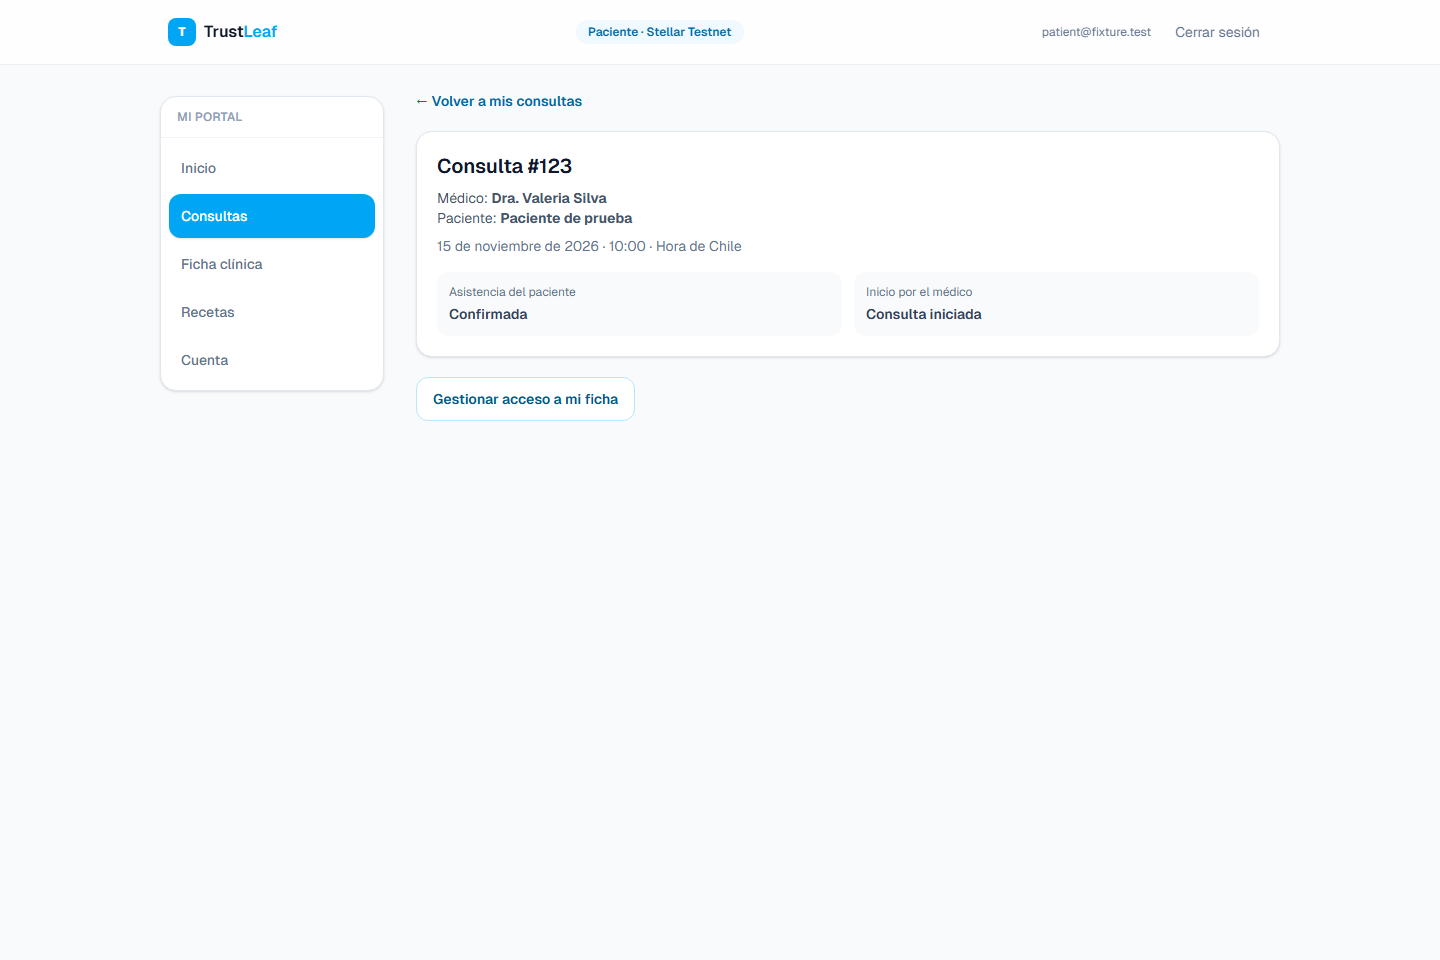 T TrustLeaf
Paciente · Stellar Testnet
patient@fixture.test
Cerrar sesión
MI PORTAL
Inicio
Consultas
Ficha clínica
Recetas
Cuenta
← Volver a mis consultas
Consulta #123
Médico: Dra. Valeria Silva
Paciente: Paciente de prueba
15 de noviembre de 2026 · 10:00 · Hora de Chile
Asistencia del paciente
Confirmada
Inicio por el médico
Consulta iniciada
Gestionar acceso a mi ficha